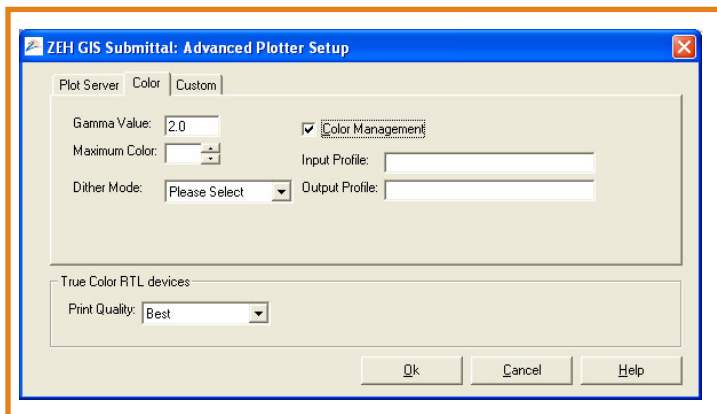 ZEH GIS Submittal: Advanced Plotter Setup
Plot Server Color Custom
Gamma Value: 2.0
Color Management
Maximum Color:
Input Profile:
Dither Mode: Please Select
Output Profile:
True Color RTL devices
Print Quality: Best
Ok Cancel Help